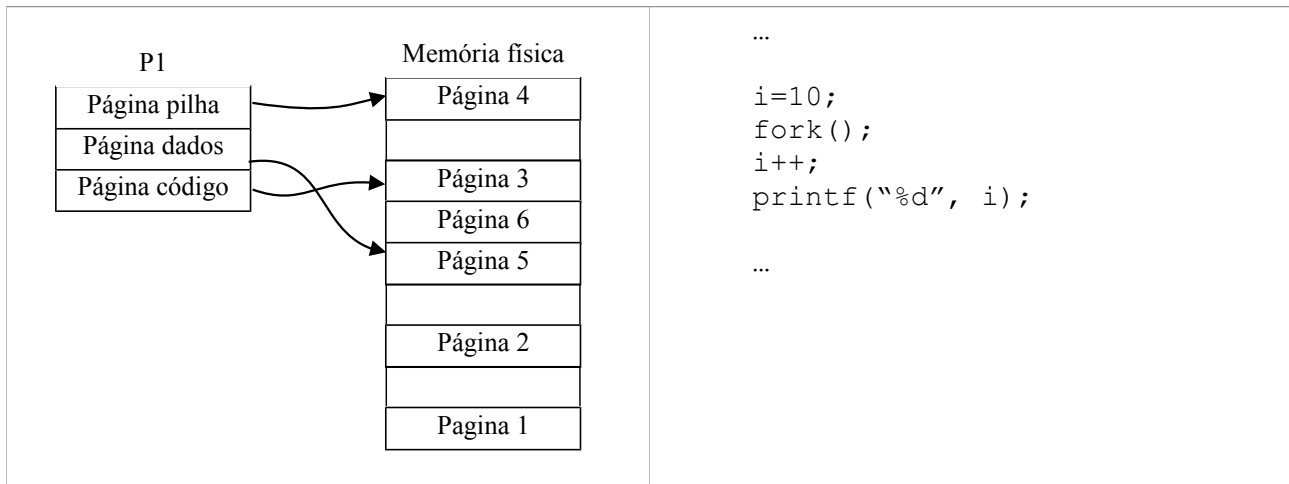 P1
Página pilha
Página dados
Página código
Memória física
Página 4
Página 3
Página 6
Página 5
Página 2
Pagina 1
…
i=10;
fork();
i++;
printf(“%d”, i);
…